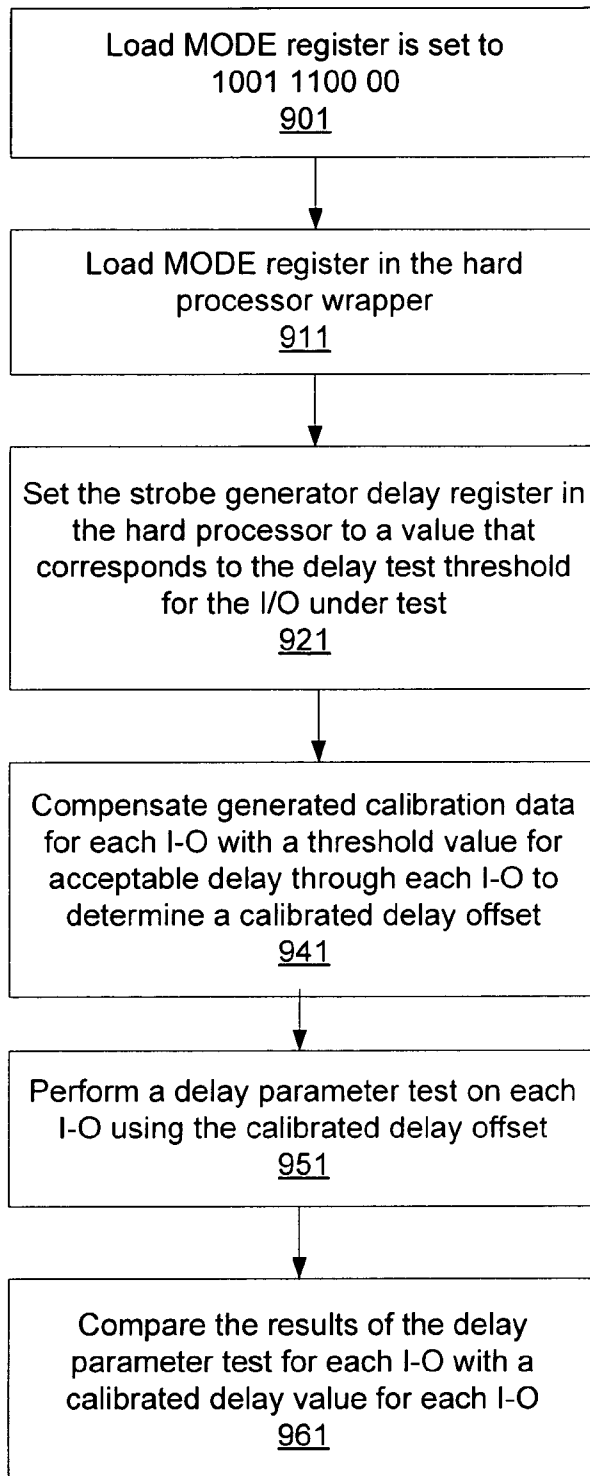 Load MODE register is set to
1001 1100 00
901
Load MODE register in the hard
processor wrapper
911
Set the strobe generator delay register in
the hard processor to a value that
corresponds to the delay test threshold
for the I/O under test
921
Compensate generated calibration data
for each I-O with a threshold value for
acceptable delay through each I-O to
determine a calibrated delay offset
941
Perform a delay parameter test on each
I-O using the calibrated delay offset
951
Compare the results of the delay
parameter test for each I-O with a
calibrated delay value for each I-O
961